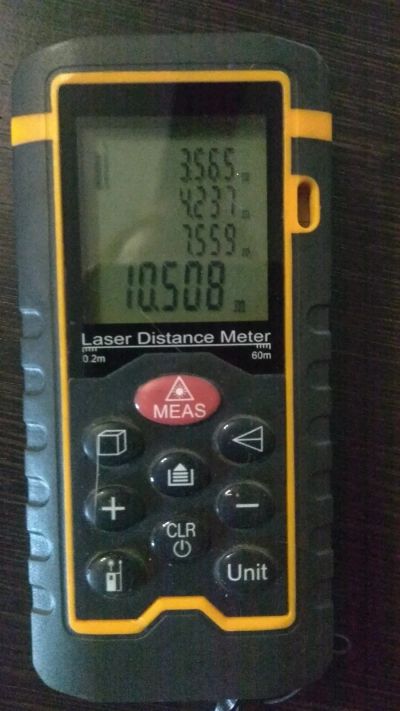 3.565 m
4.237 m
7.559 m
10.508 m
Laser Distance Meter
0.2m 60m
MEAS
+ −
CLR
Unit